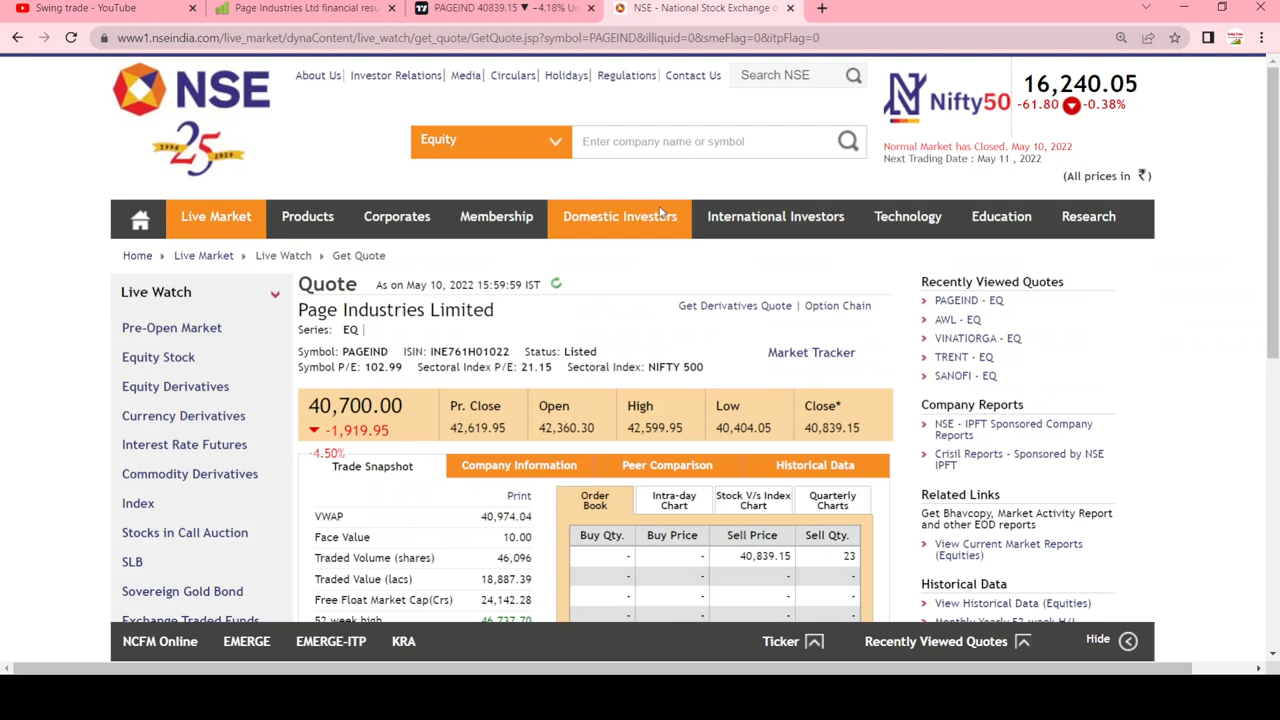 Swing trade - YouTube
Page Industries Ltd financial resu
PAGEIND 40839.15 ▼ −4.18% Un
NSE - National Stock Exchange o
www1.nseindia.com/live_market/dynaContent/live_watch/get_quote/GetQuote.jsp?symbol=PAGEIND&illiquid=0&smeFlag=0&itpFlag=0
NSE
25
About Us| Investor Relations| Media| Circulars| Holidays| Regulations| Contact Us
Search NSE
Equity
Enter company name or symbol
Nifty50
16,240.05
-61.80 -0.38%
Normal Market has Closed. May 10, 2022
Next Trading Date : May 11 , 2022
(All prices in ₹)
Live Market Products Corporates Membership Domestic Investors International Investors Technology Education Research
Home Live Market Live Watch Get Quote
Live Watch
Pre-Open Market
Equity Stock
Equity Derivatives
Currency Derivatives
Interest Rate Futures
Commodity Derivatives
Index
Stocks in Call Auction
SLB
Sovereign Gold Bond
Exchange Traded Funds
Quote As on May 10, 2022 15:59:59 IST
Page Industries Limited
Get Derivatives Quote | Option Chain
Series: EQ |
Symbol: PAGEIND ISIN: INE761H01022 Status: Listed
Market Tracker
Symbol P/E: 102.99 Sectoral Index P/E: 21.15 Sectoral Index: NIFTY 500
40,700.00 Pr. Close Open High Low Close*
-1,919.95 42,619.95 42,360.30 42,599.95 40,404.05 40,839.15
-4.50%
Trade Snapshot Company Information Peer Comparison Historical Data
Print
VWAP 40,974.04
Face Value 10.00
Traded Volume (shares) 46,096
Traded Value (lacs) 18,887.39
Free Float Market Cap(Crs) 24,142.28
52 week high 46,737.70
Order Book
Intra-day Chart
Stock V/s Index Chart
Quarterly Charts
Buy Qty. Buy Price Sell Price Sell Qty.
- - 40,839.15 23
- - - -
- - - -
- - - -
Recently Viewed Quotes
PAGEIND - EQ
AWL - EQ
VINATIORGA - EQ
TRENT - EQ
SANOFI - EQ
Company Reports
NSE - IPFT Sponsored Company
Reports
Crisil Reports - Sponsored by NSE
IPFT
Related Links
Get Bhavcopy, Market Activity Report
and other EOD reports
View Current Market Reports
(Equities)
Historical Data
View Historical Data (Equities)
NCFM Online EMERGE EMERGE-ITP KRA Ticker Recently Viewed Quotes Hide